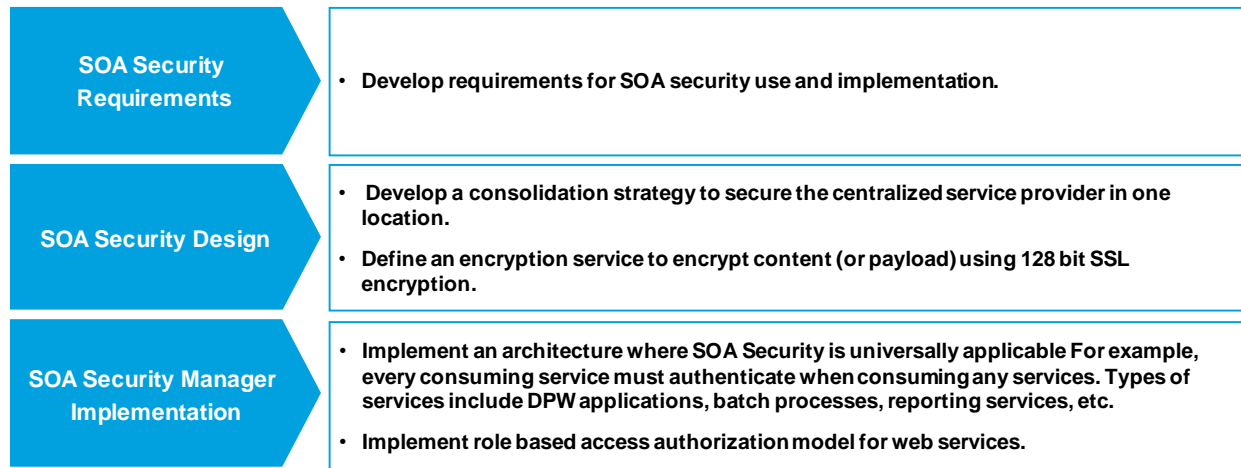 SOA Security
Requirements
• Develop requirements for SOA security use and implementation.
SOA Security Design
• Develop a consolidation strategy to secure the centralized service provider in one
location.
• Define an encryption service to encrypt content (or payload) using 128 bit SSL
encryption.
SOA Security Manager
Implementation
• Implement an architecture where SOA Security is universally applicable For example,
every consuming service must authenticate when consuming any services. Types of
services include DPW applications, batch processes, reporting services, etc.
• Implement role based access authorization model for web services.